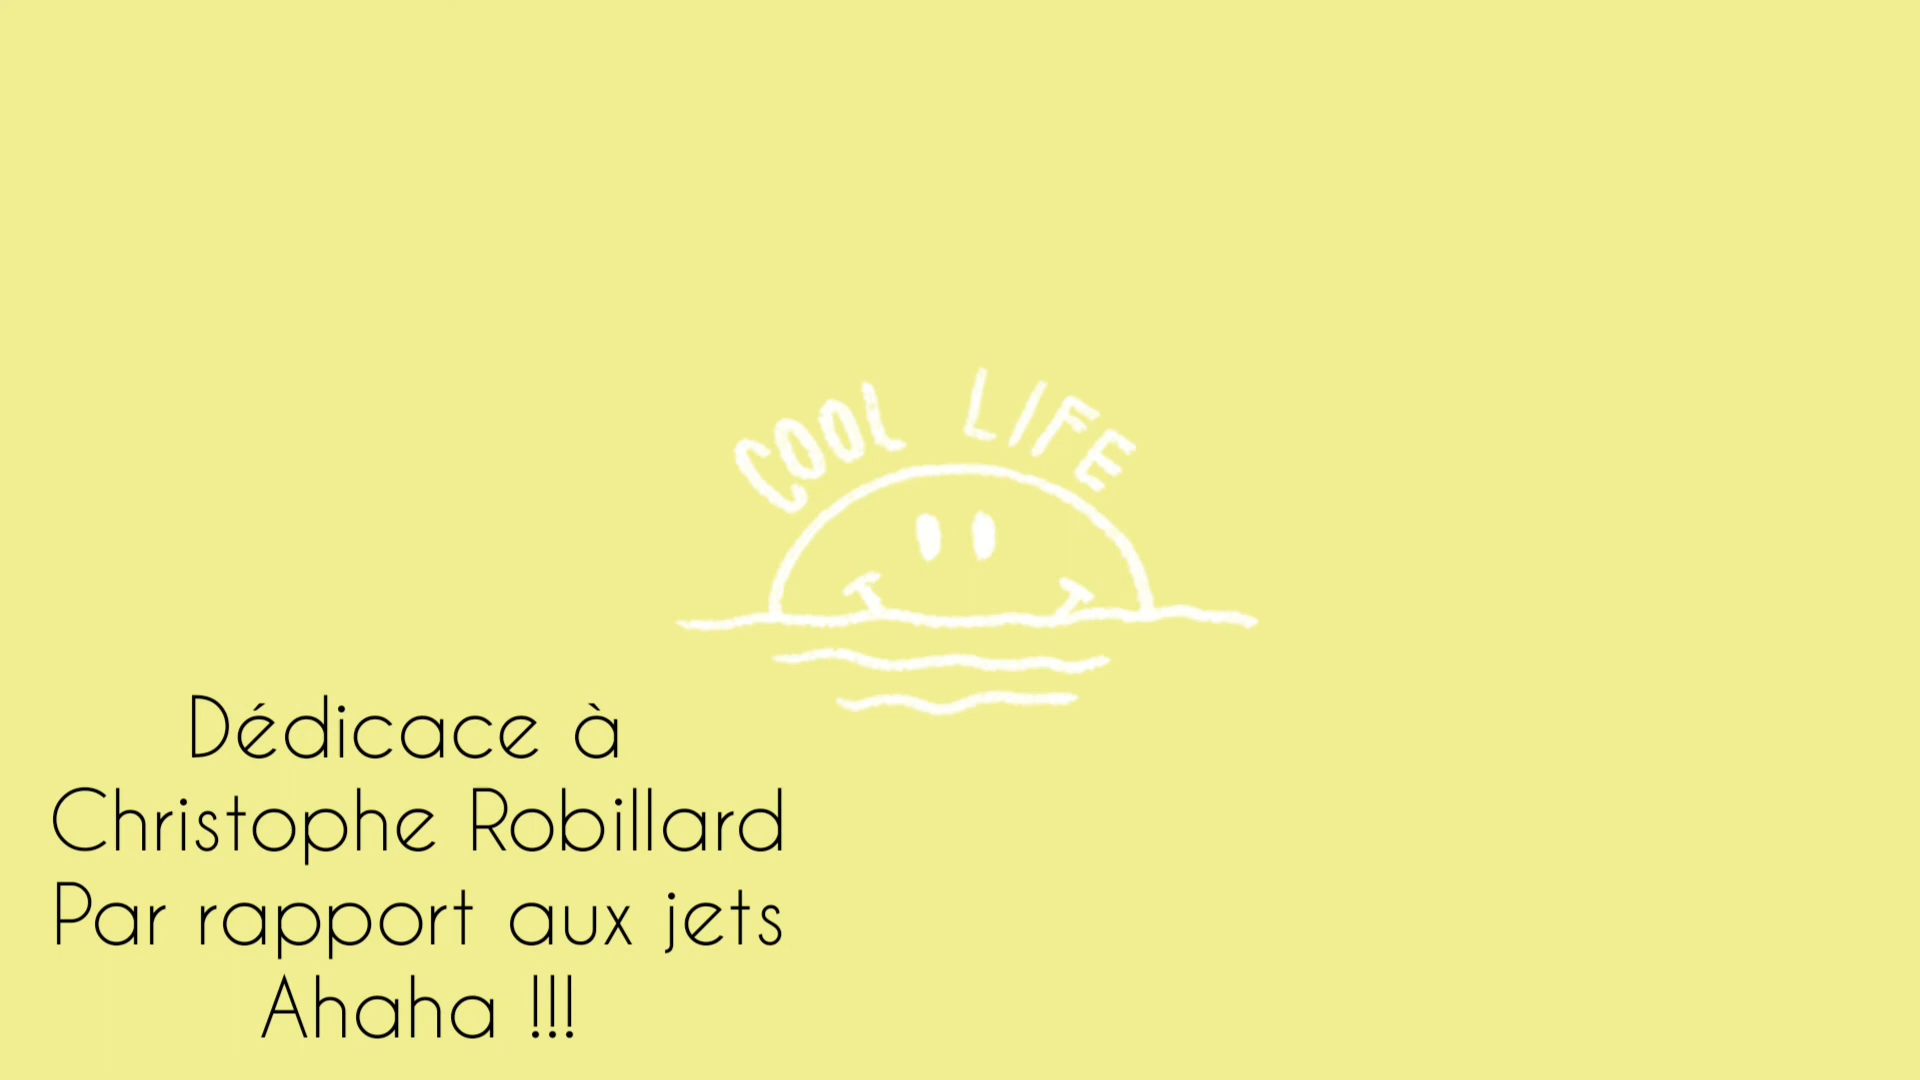 COOL LIFE
Dédicace à
Christophe Robillard
Par rapport aux jets
Ahaha !!!